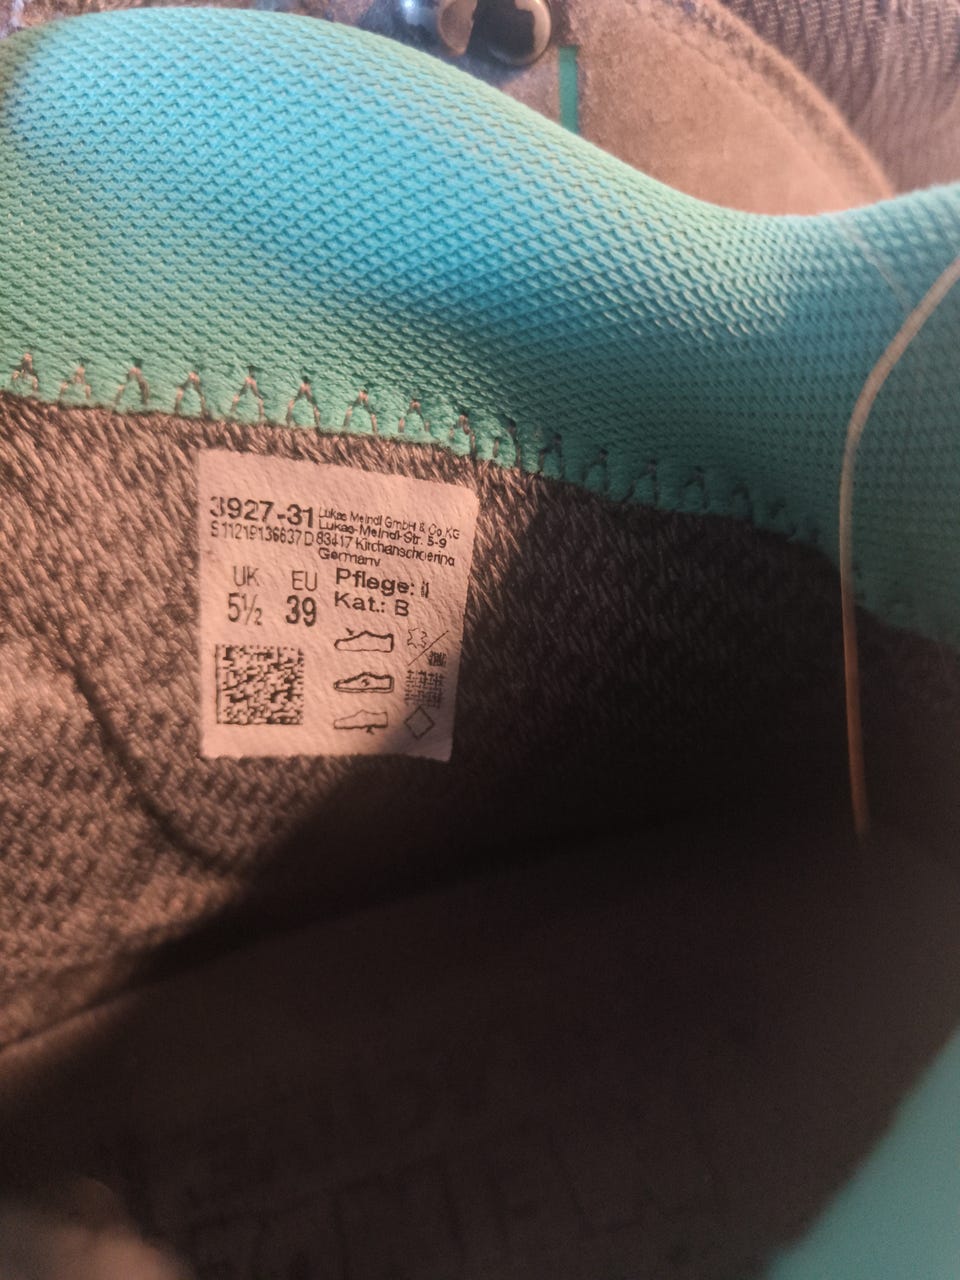 3927-31
Lukas Meindl GmbH & Co.KG
Lukas-Meindl-Str. 5-9
S11219136637 D 83417 Kirchanschoering
Germany
UK EU
5½ 39
Pflege: II
Kat.: B